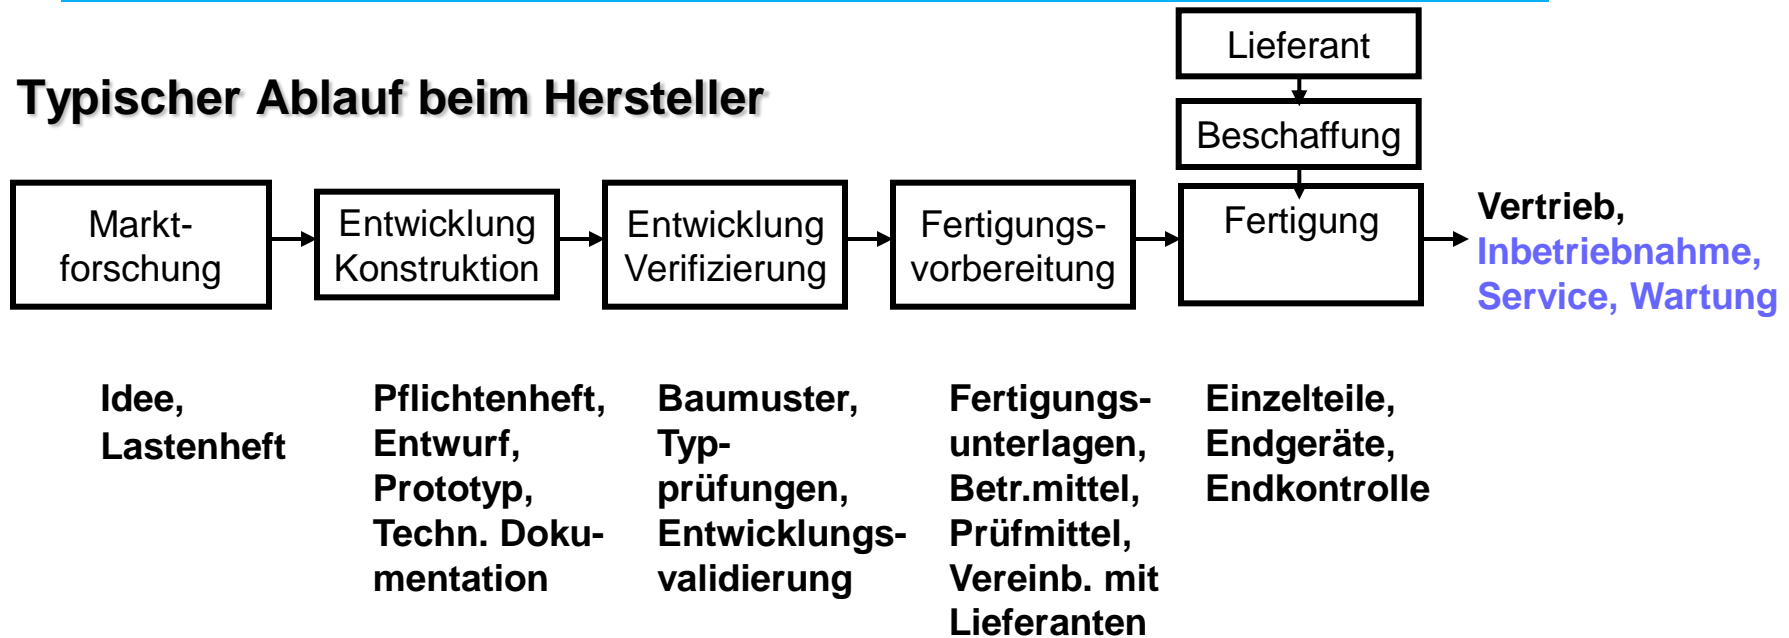 Typischer Ablauf beim Hersteller
Lieferant
Beschaffung
Markt-
forschung
Entwicklung
Konstruktion
Entwicklung
Verifizierung
Fertigungs-
vorbereitung
Fertigung
Vertrieb,
Inbetriebnahme,
Service, Wartung
Idee,
Lastenheft
Pflichtenheft,
Entwurf,
Prototyp,
Techn. Doku-
mentation
Baumuster,
Typ-
prüfungen,
Entwicklungs-
validierung
Fertigungs-
unterlagen,
Betr.mittel,
Prüfmittel,
Vereinb. mit
Lieferanten
Einzelteile,
Endgeräte,
Endkontrolle